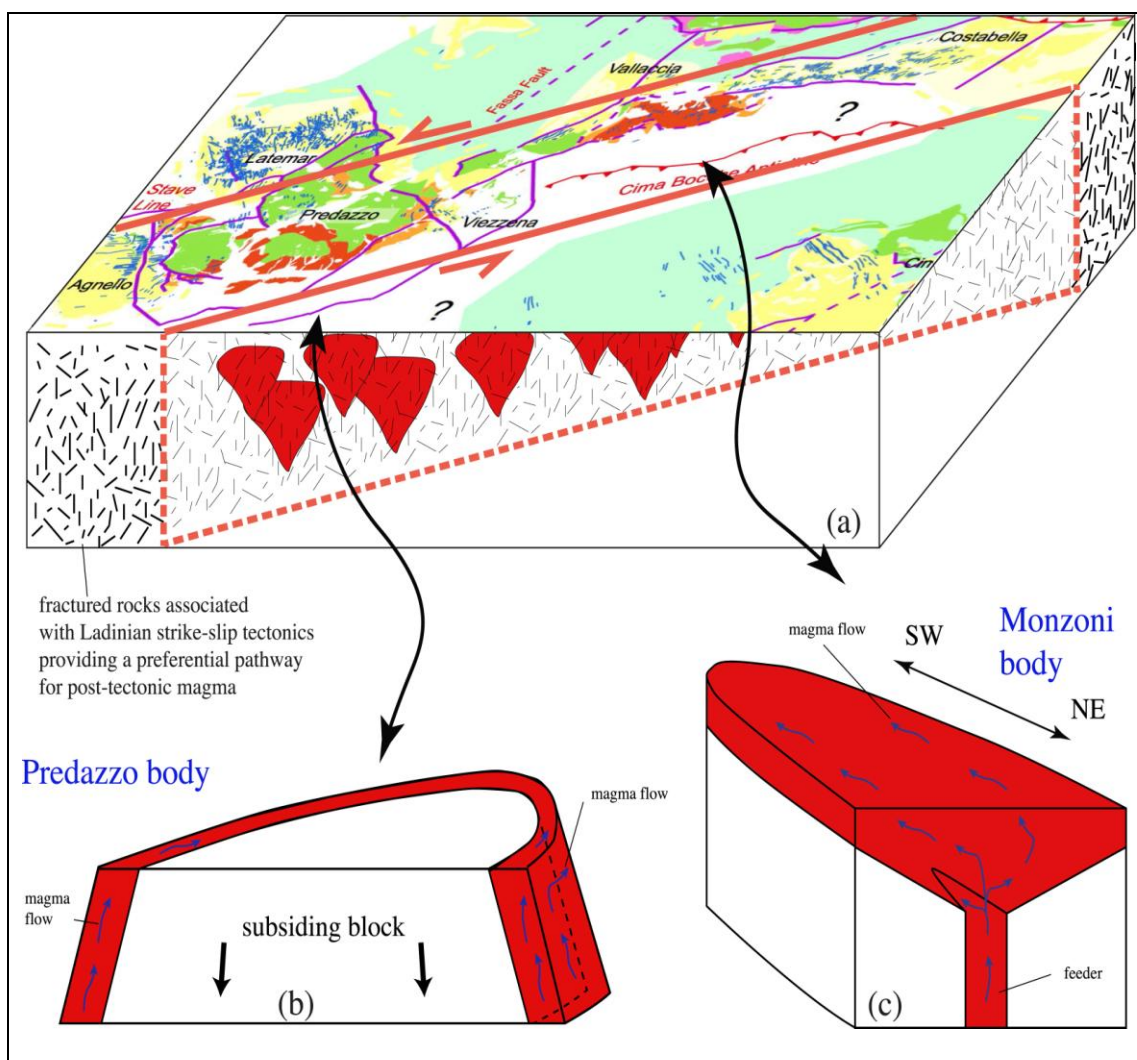 Costabella
Vallaccia
Fassa Fault
?
Latemar
Stave
Line
Cima Bocche Anticline
Predazzo
Viezzena
Agnello
Cin
?
(a)
fractured rocks associated
with Ladinian strike-slip tectonics
providing a preferential pathway
for post-tectonic magma
Monzoni
body
magma flow
SW
NE
Predazzo body
magma flow
magma
flow
subsiding block
feeder
(b)
(c)